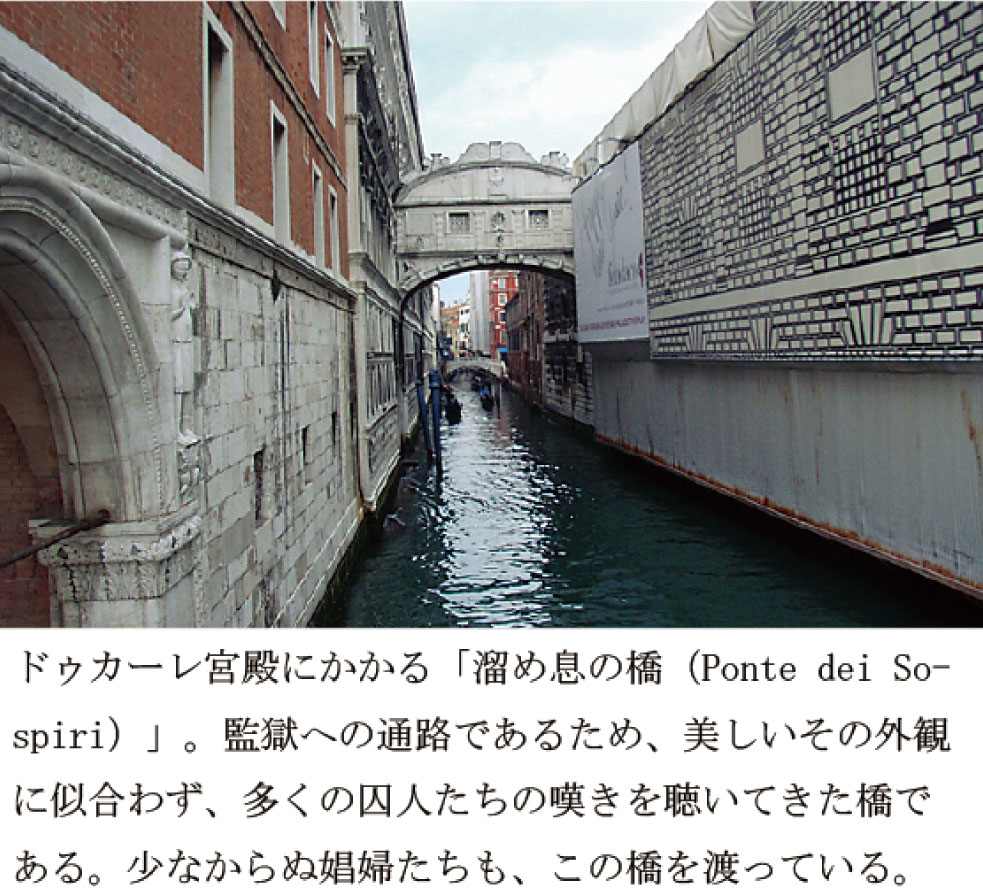 ドゥカーレ宮殿にかかる「溜め息の橋（Ponte dei So-
spiri）」。監獄への通路であるため、美しいその外観
に似合わず、多くの囚人たちの嘆きを聴いてきた橋で
ある。少なからぬ娼婦たちも、この橋を渡っている。